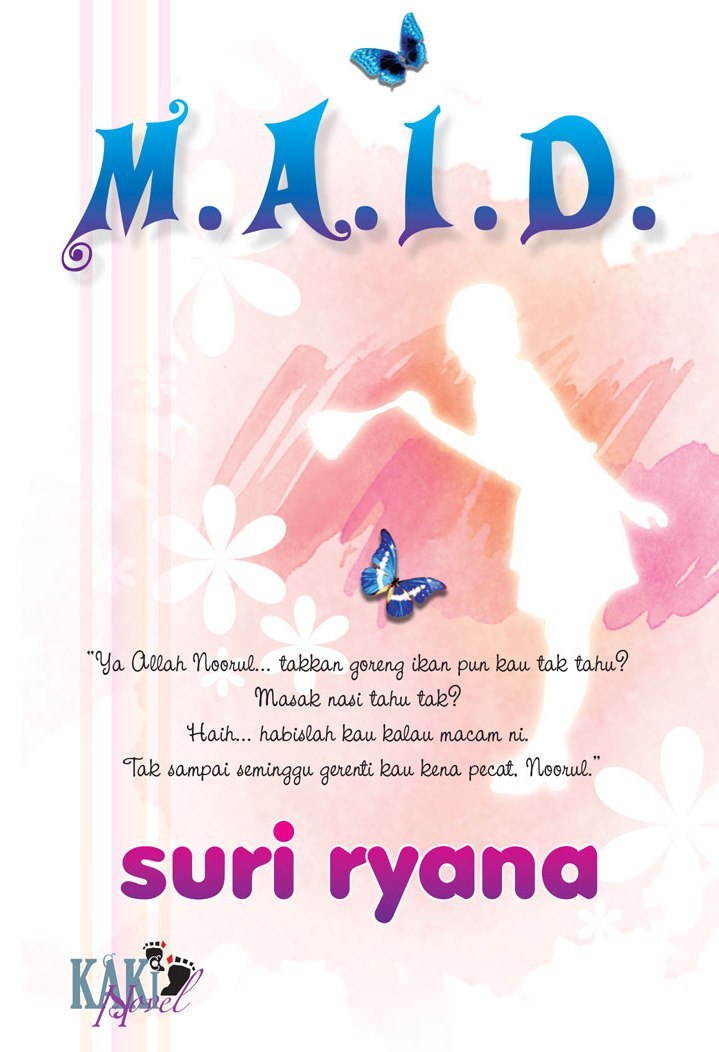 M.A.I.D.
"Ya Allah Noorul... takkan goreng ikan pun kau tak tahu?
Masak nasi tahu tak?
Haih... habislah kau kalau macam ni.
Tak sampai seminggu gerenti kau kena pecat, Noorul."
suri ryana
KAKI
Novel